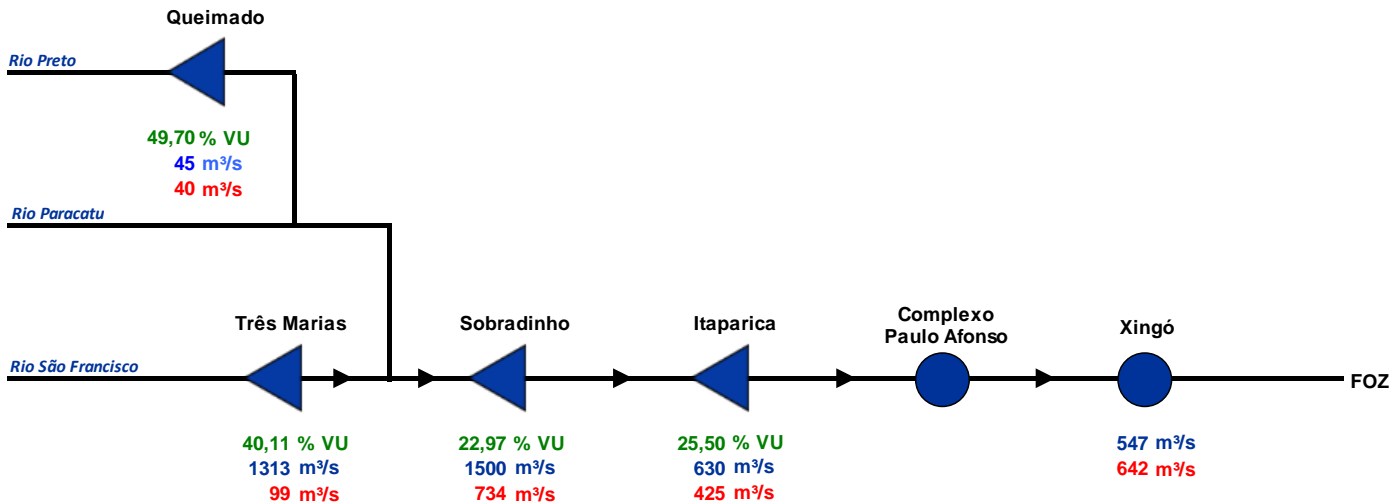 Queimado
Rio Preto
49,70 % VU
45 m³/s
40 m³/s
Rio Paracatu
Três Marias
Sobradinho
Itaparica
Complexo
Paulo Afonso
Xingó
Rio São Francisco
FOZ
40,11 % VU
1313 m³/s
99 m³/s
22,97 % VU
1500 m³/s
734 m³/s
25,50 % VU
630 m³/s
425 m³/s
547 m³/s
642 m³/s